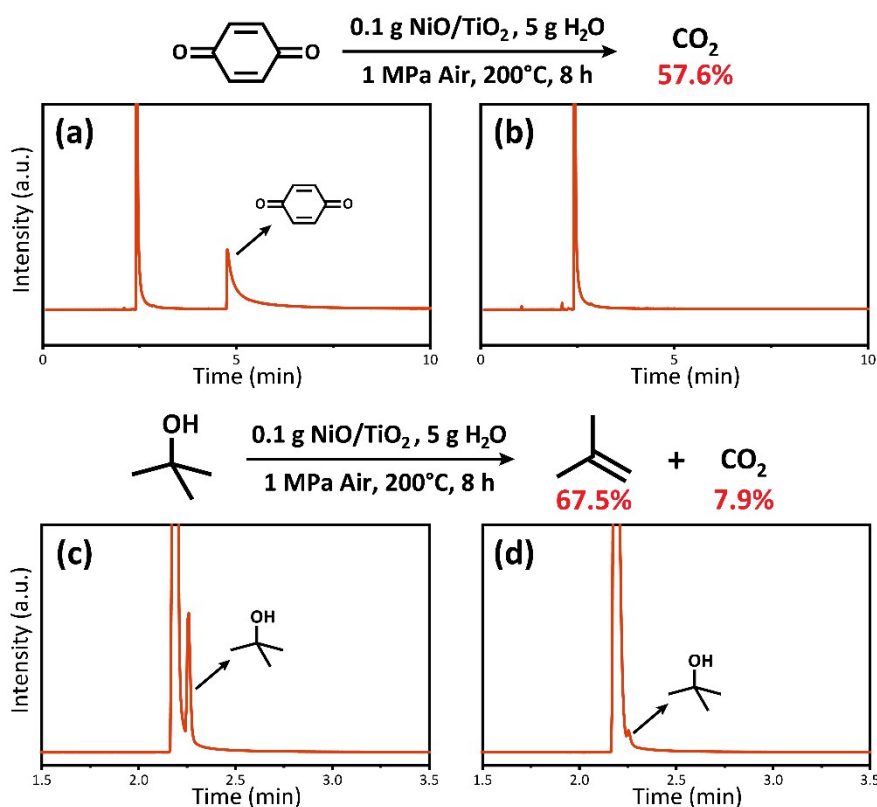 O O
0.1 g NiO/TiO₂, 5 g H₂O
1 MPa Air, 200°C, 8 h
CO₂
57.6%
(a)
O O
Intensity (a.u.)
0 5 10
Time (min)
(b)
0 5 10
Time (min)
OH
0.1 g NiO/TiO₂, 5 g H₂O
1 MPa Air, 200°C, 8 h
+ CO₂
67.5% 7.9%
(c)
OH
Intensity (a.u.)
1.5 2.0 2.5 3.0 3.5
Time (min)
(d)
OH
1.5 2.0 2.5 3.0 3.5
Time (min)